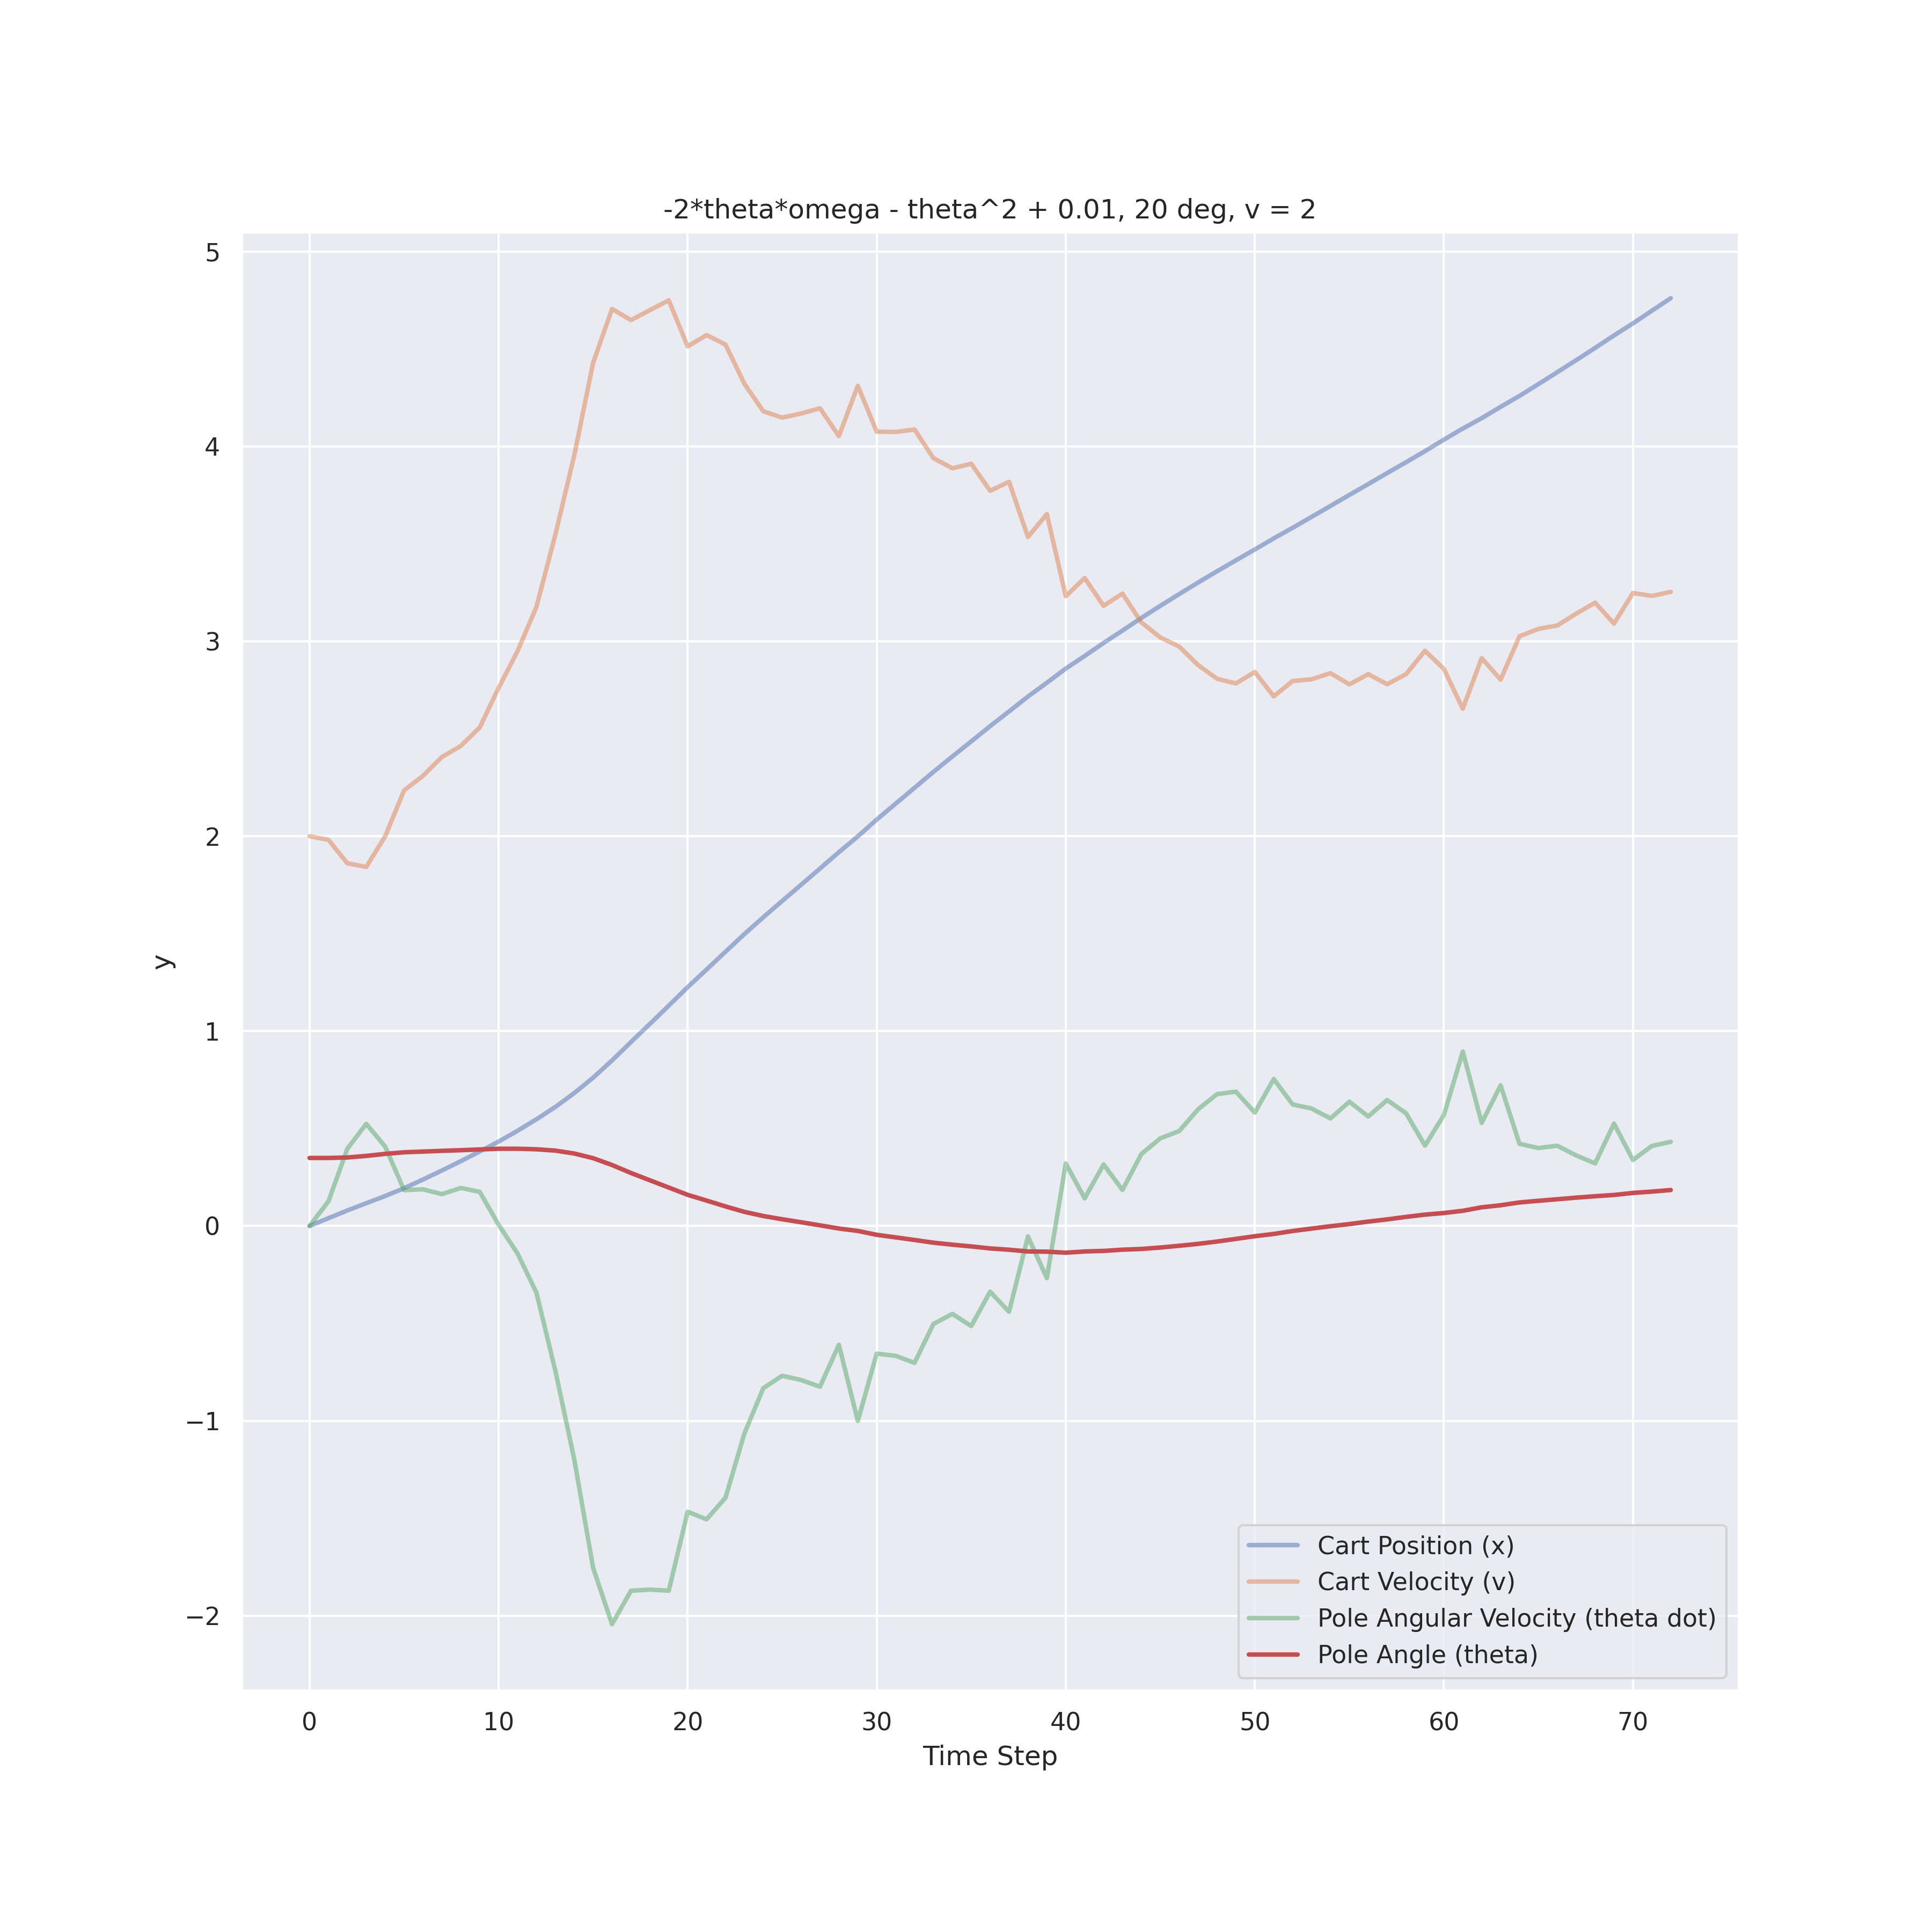 -2*theta*omega - theta^2 + 0.01, 20 deg, v = 2
5
4
3
2
1
0
−1
−2
y
0 10 20 30 40 50 60 70
Time Step
Cart Position (x)
Cart Velocity (v)
Pole Angular Velocity (theta dot)
Pole Angle (theta)